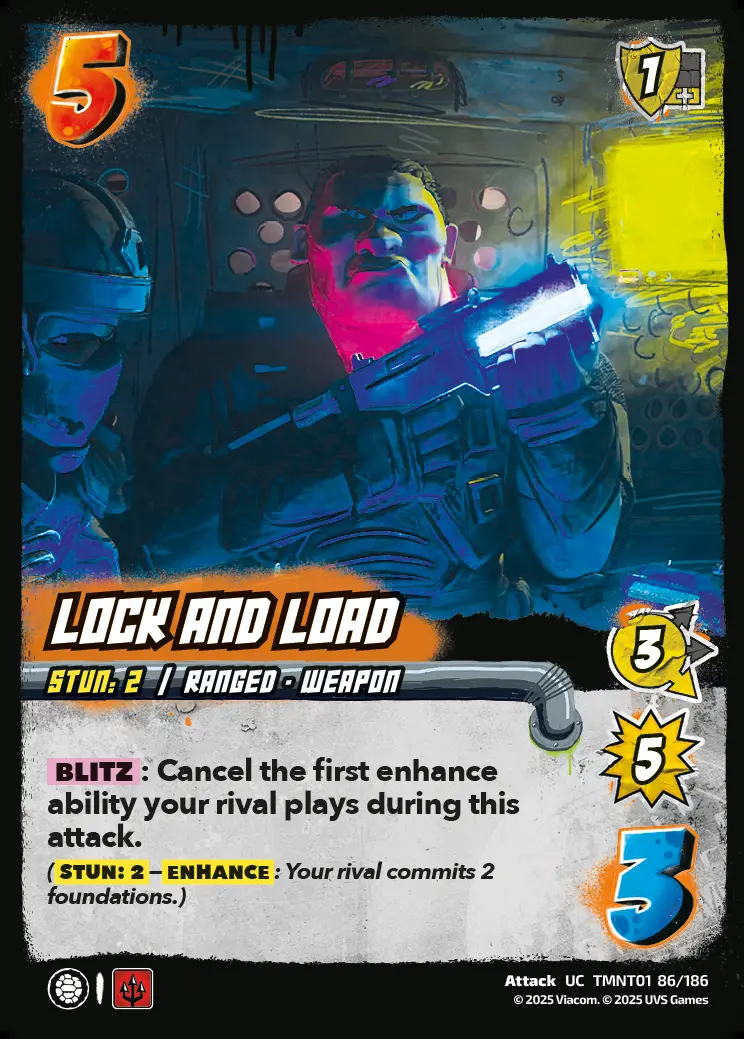 5
1
LOCK AND LOAD
3
STUN: 2 / RANGED • WEAPON
5
BLITZ : Cancel the first enhance
ability your rival plays during this
attack.
( STUN: 2 – ENHANCE : Your rival commits 2
foundations.)
3
Attack UC TMNT01 86/186
© 2025 Viacom. © 2025 UVS Games